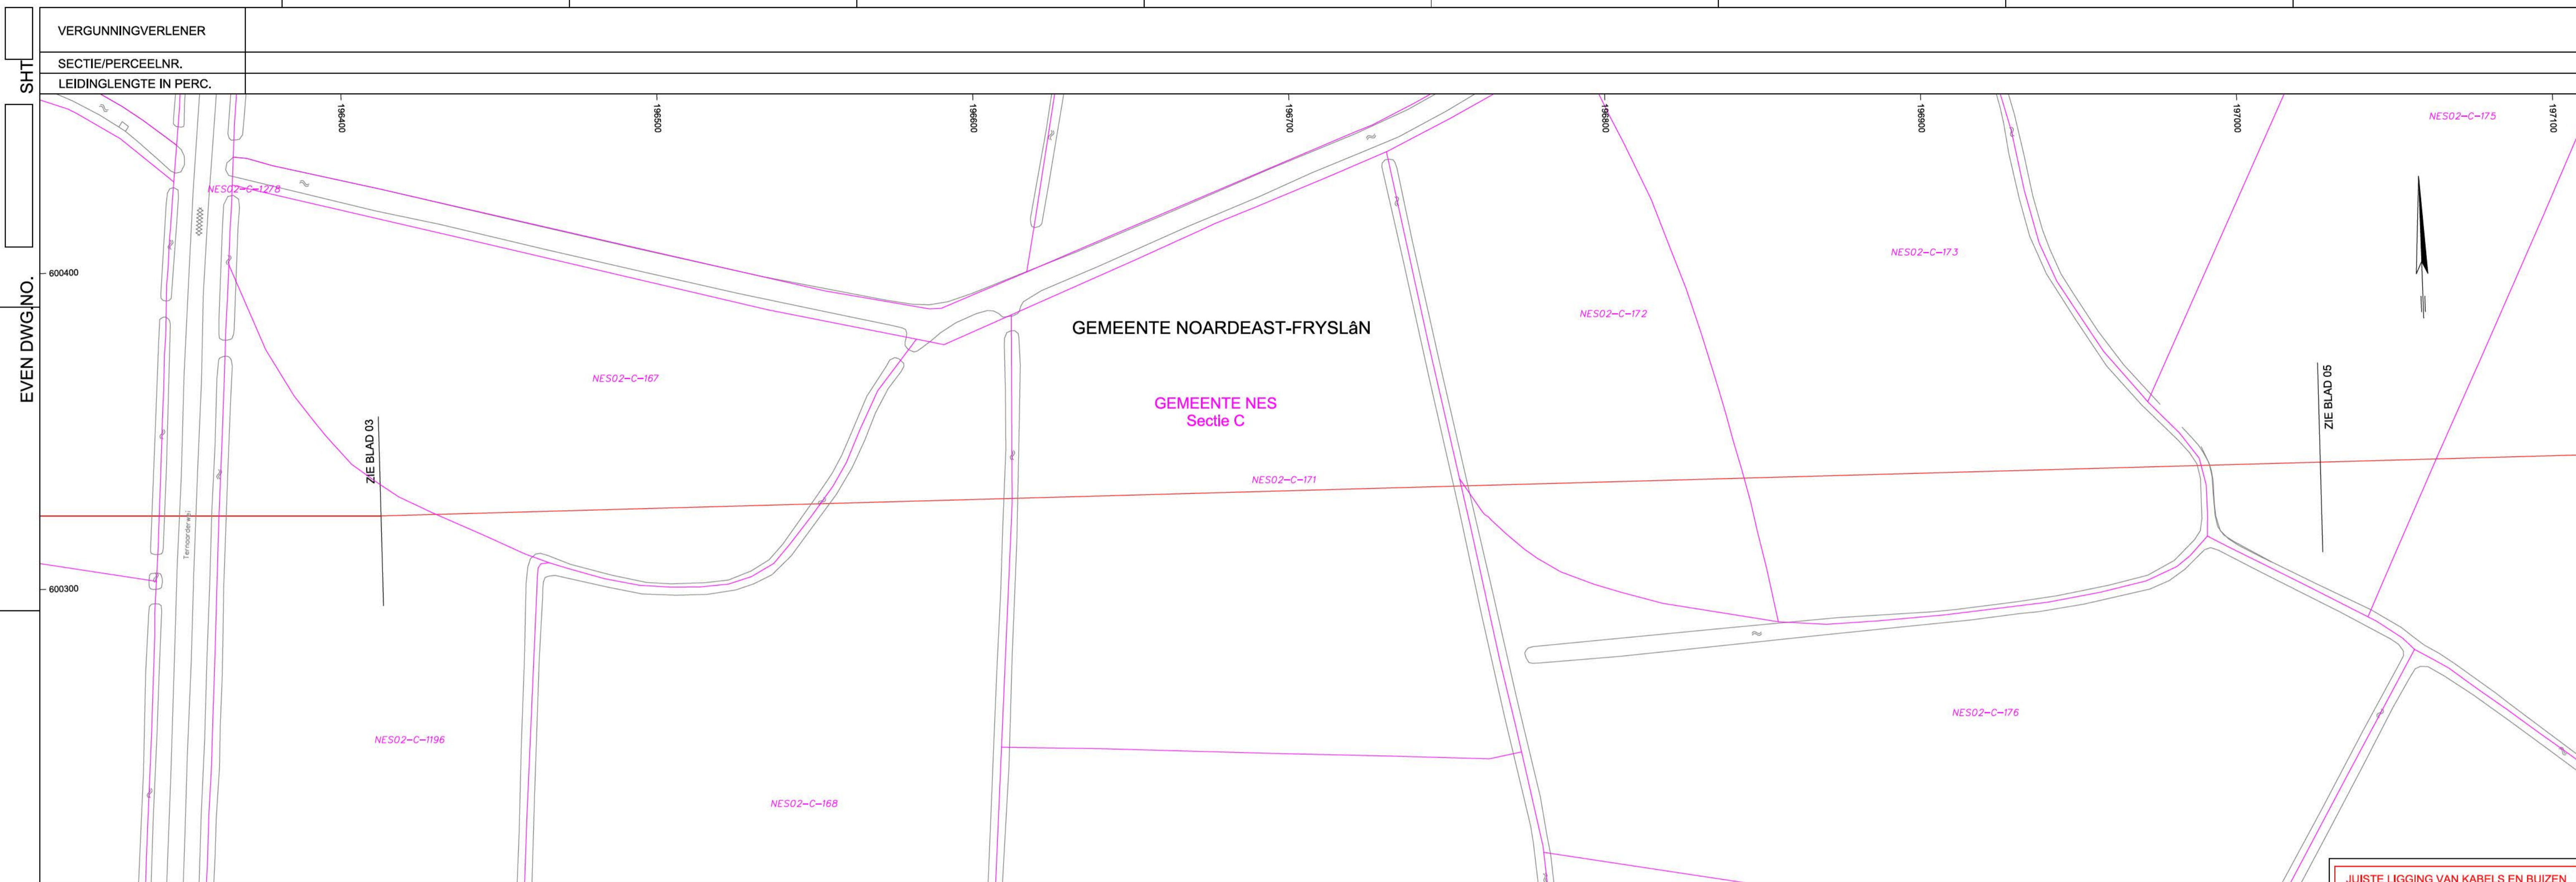 VERGUNNINGVERLENER
SECTIE/PERCEELNR.
LEIDINGLENGTE IN PERC.
SHT
EVEN DWG.NO.
196400
196500
196600
196700
196800
196900
197000
197100
600400
600300
NES02-C-175
NES02-C-1278
NES02-C-173
NES02-C-172
GEMEENTE NOARDEAST-FRYSLâN
NES02-C-167
GEMEENTE NES
Sectie C
ZIE BLAD 03
ZIE BLAD 05
NES02-C-171
Ternaarderwei
NES02-C-176
NES02-C-1196
NES02-C-168
JUISTE LIGGING VAN KABELS EN BUIZEN